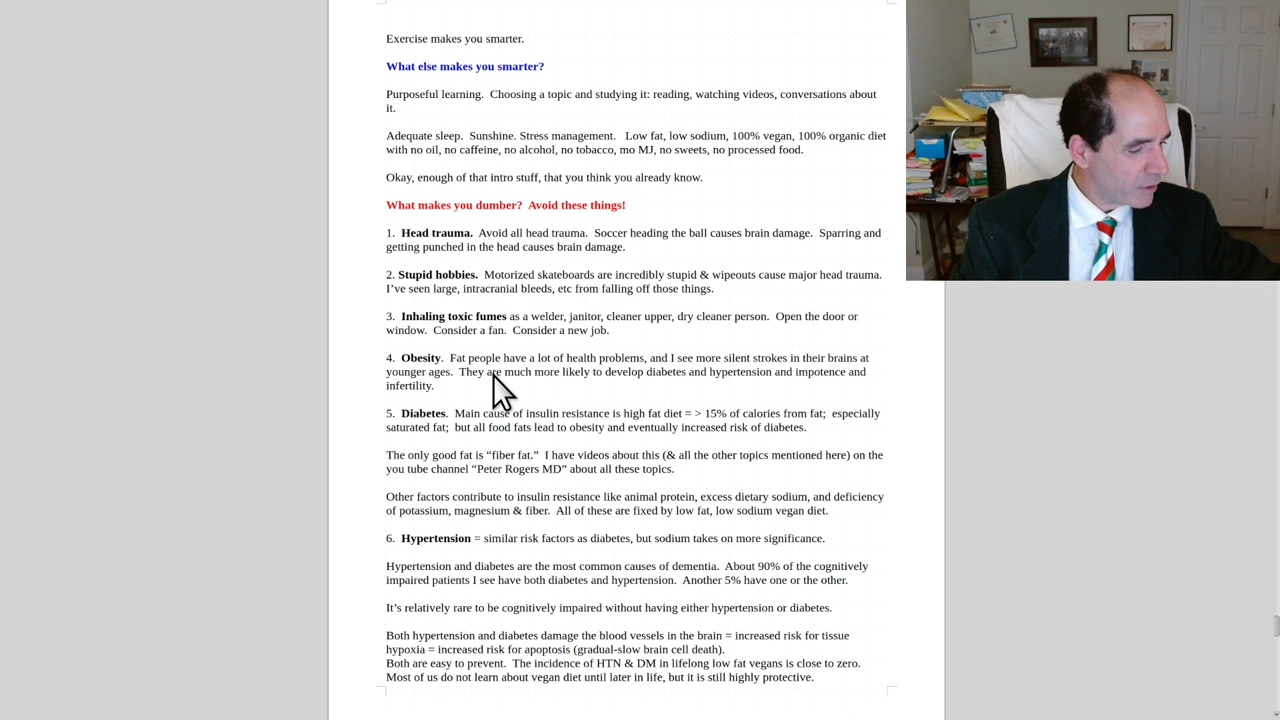 Exercise makes you smarter.
What else makes you smarter?
Purposeful learning.  Choosing a topic and studying it: reading, watching videos, conversations about
it.
Adequate sleep.  Sunshine. Stress management.   Low fat, low sodium, 100% vegan, 100% organic diet
with no oil, no caffeine, no alcohol, no tobacco, mo MJ, no sweets, no processed food.
Okay, enough of that intro stuff, that you think you already know.
What makes you dumber?  Avoid these things!
1.  Head trauma.  Avoid all head trauma.  Soccer heading the ball causes brain damage.  Sparring and
getting punched in the head causes brain damage.
2. Stupid hobbies.  Motorized skateboards are incredibly stupid & wipeouts cause major head trauma.
I’ve seen large, intracranial bleeds, etc from falling off those things.
3.  Inhaling toxic fumes as a welder, janitor, cleaner upper, dry cleaner person.  Open the door or
window.  Consider a fan.  Consider a new job.
4.  Obesity.  Fat people have a lot of health problems, and I see more silent strokes in their brains at
younger ages.  They are much more likely to develop diabetes and hypertension and impotence and
infertility.
5.  Diabetes.  Main cause of insulin resistance is high fat diet = > 15% of calories from fat;  especially
saturated fat;  but all food fats lead to obesity and eventually increased risk of diabetes.
The only good fat is “fiber fat.”  I have videos about this (& all the other topics mentioned here) on the
you tube channel “Peter Rogers MD” about all these topics.
Other factors contribute to insulin resistance like animal protein, excess dietary sodium, and deficiency
of potassium, magnesium & fiber.  All of these are fixed by low fat, low sodium vegan diet.
6.  Hypertension = similar risk factors as diabetes, but sodium takes on more significance.
Hypertension and diabetes are the most common causes of dementia.  About 90% of the cognitively
impaired patients I see have both diabetes and hypertension.  Another 5% have one or the other.
It’s relatively rare to be cognitively impaired without having either hypertension or diabetes.
Both hypertension and diabetes damage the blood vessels in the brain = increased risk for tissue
hypoxia = increased risk for apoptosis (gradual-slow brain cell death).
Both are easy to prevent.  The incidence of HTN & DM in lifelong low fat vegans is close to zero.
Most of us do not learn about vegan diet until later in life, but it is still highly protective.